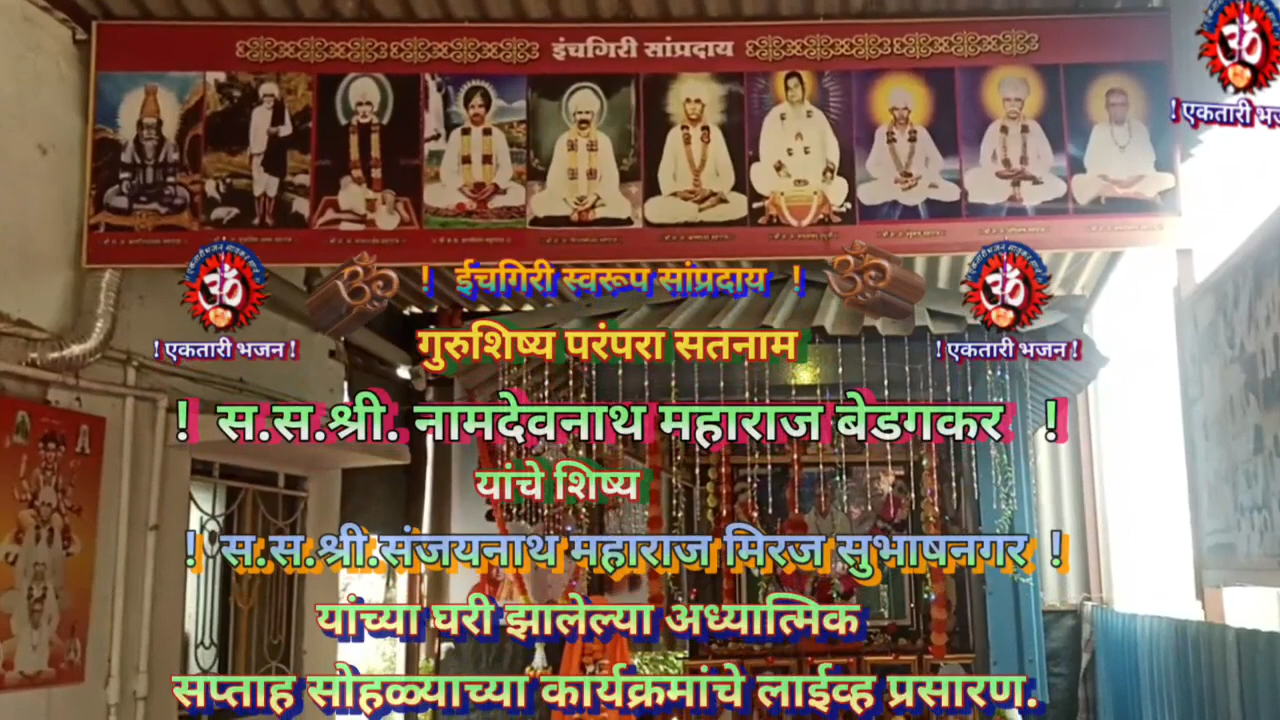 इंचगिरी सांप्रदाय
! एकतारी भज
! ईचगिरी स्वरूप सांप्रदाय !
! एकतारी भजन !
! एकतारी भजन !
गुरुशिष्य परंपरा सतनाम
! स.स.श्री. नामदेवनाथ महाराज बेडगकर !
यांचे शिष्य
! स.स.श्री.संजयनाथ महाराज मिरज सुभाषनगर !
यांच्या घरी झालेल्या अध्यात्मिक
सप्ताह सोहळ्याच्या कार्यक्रमांचे लाईव्ह प्रसारण.